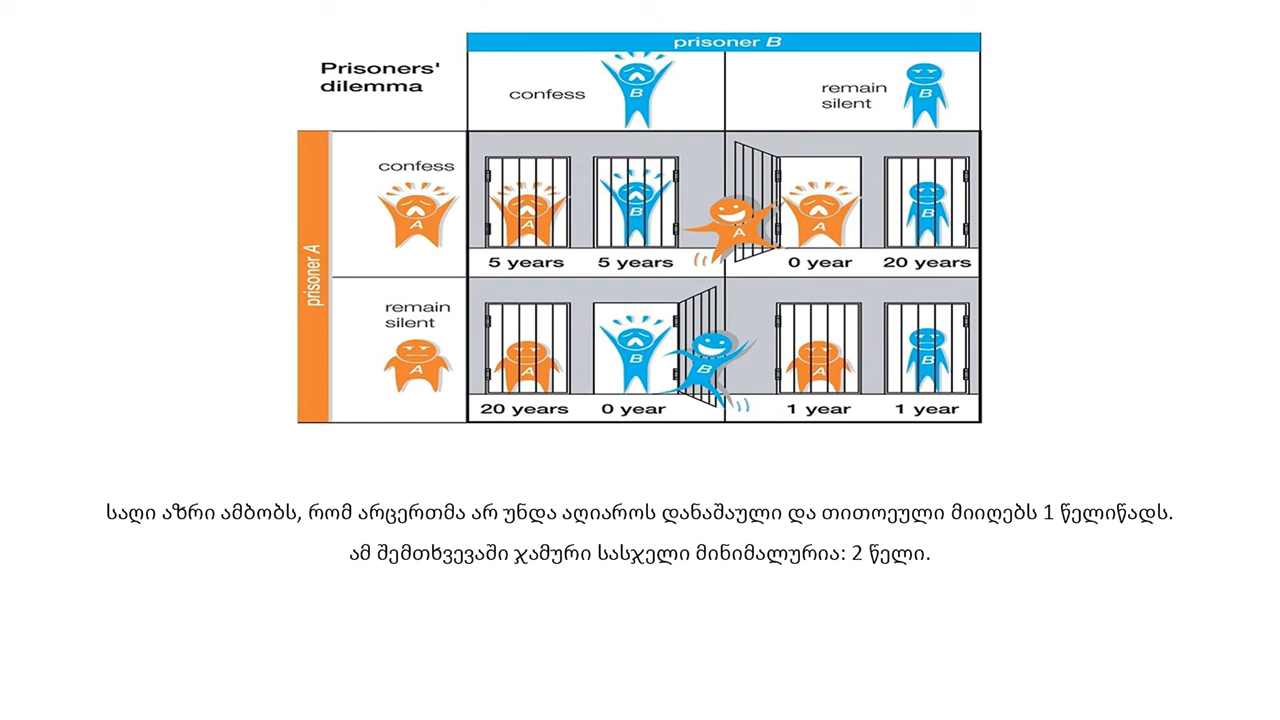 prisoner B
Prisoners'
dilemma
confess
B
remain
silent
B
prisoner A
confess
A
A
B
A
A
B
5 years
5 years
0 year
20 years
remain
silent
A
A
B
B
A
B
20 years
0 year
1 year
1 year
საღი აზრი ამბობს, რომ არცერთმა არ უნდა აღიაროს დანაშაული და თითოეული მიიღებს 1 წელიწადს.
ამ შემთხვევაში ჯამური სასჯელი მინიმალურია: 2 წელი.